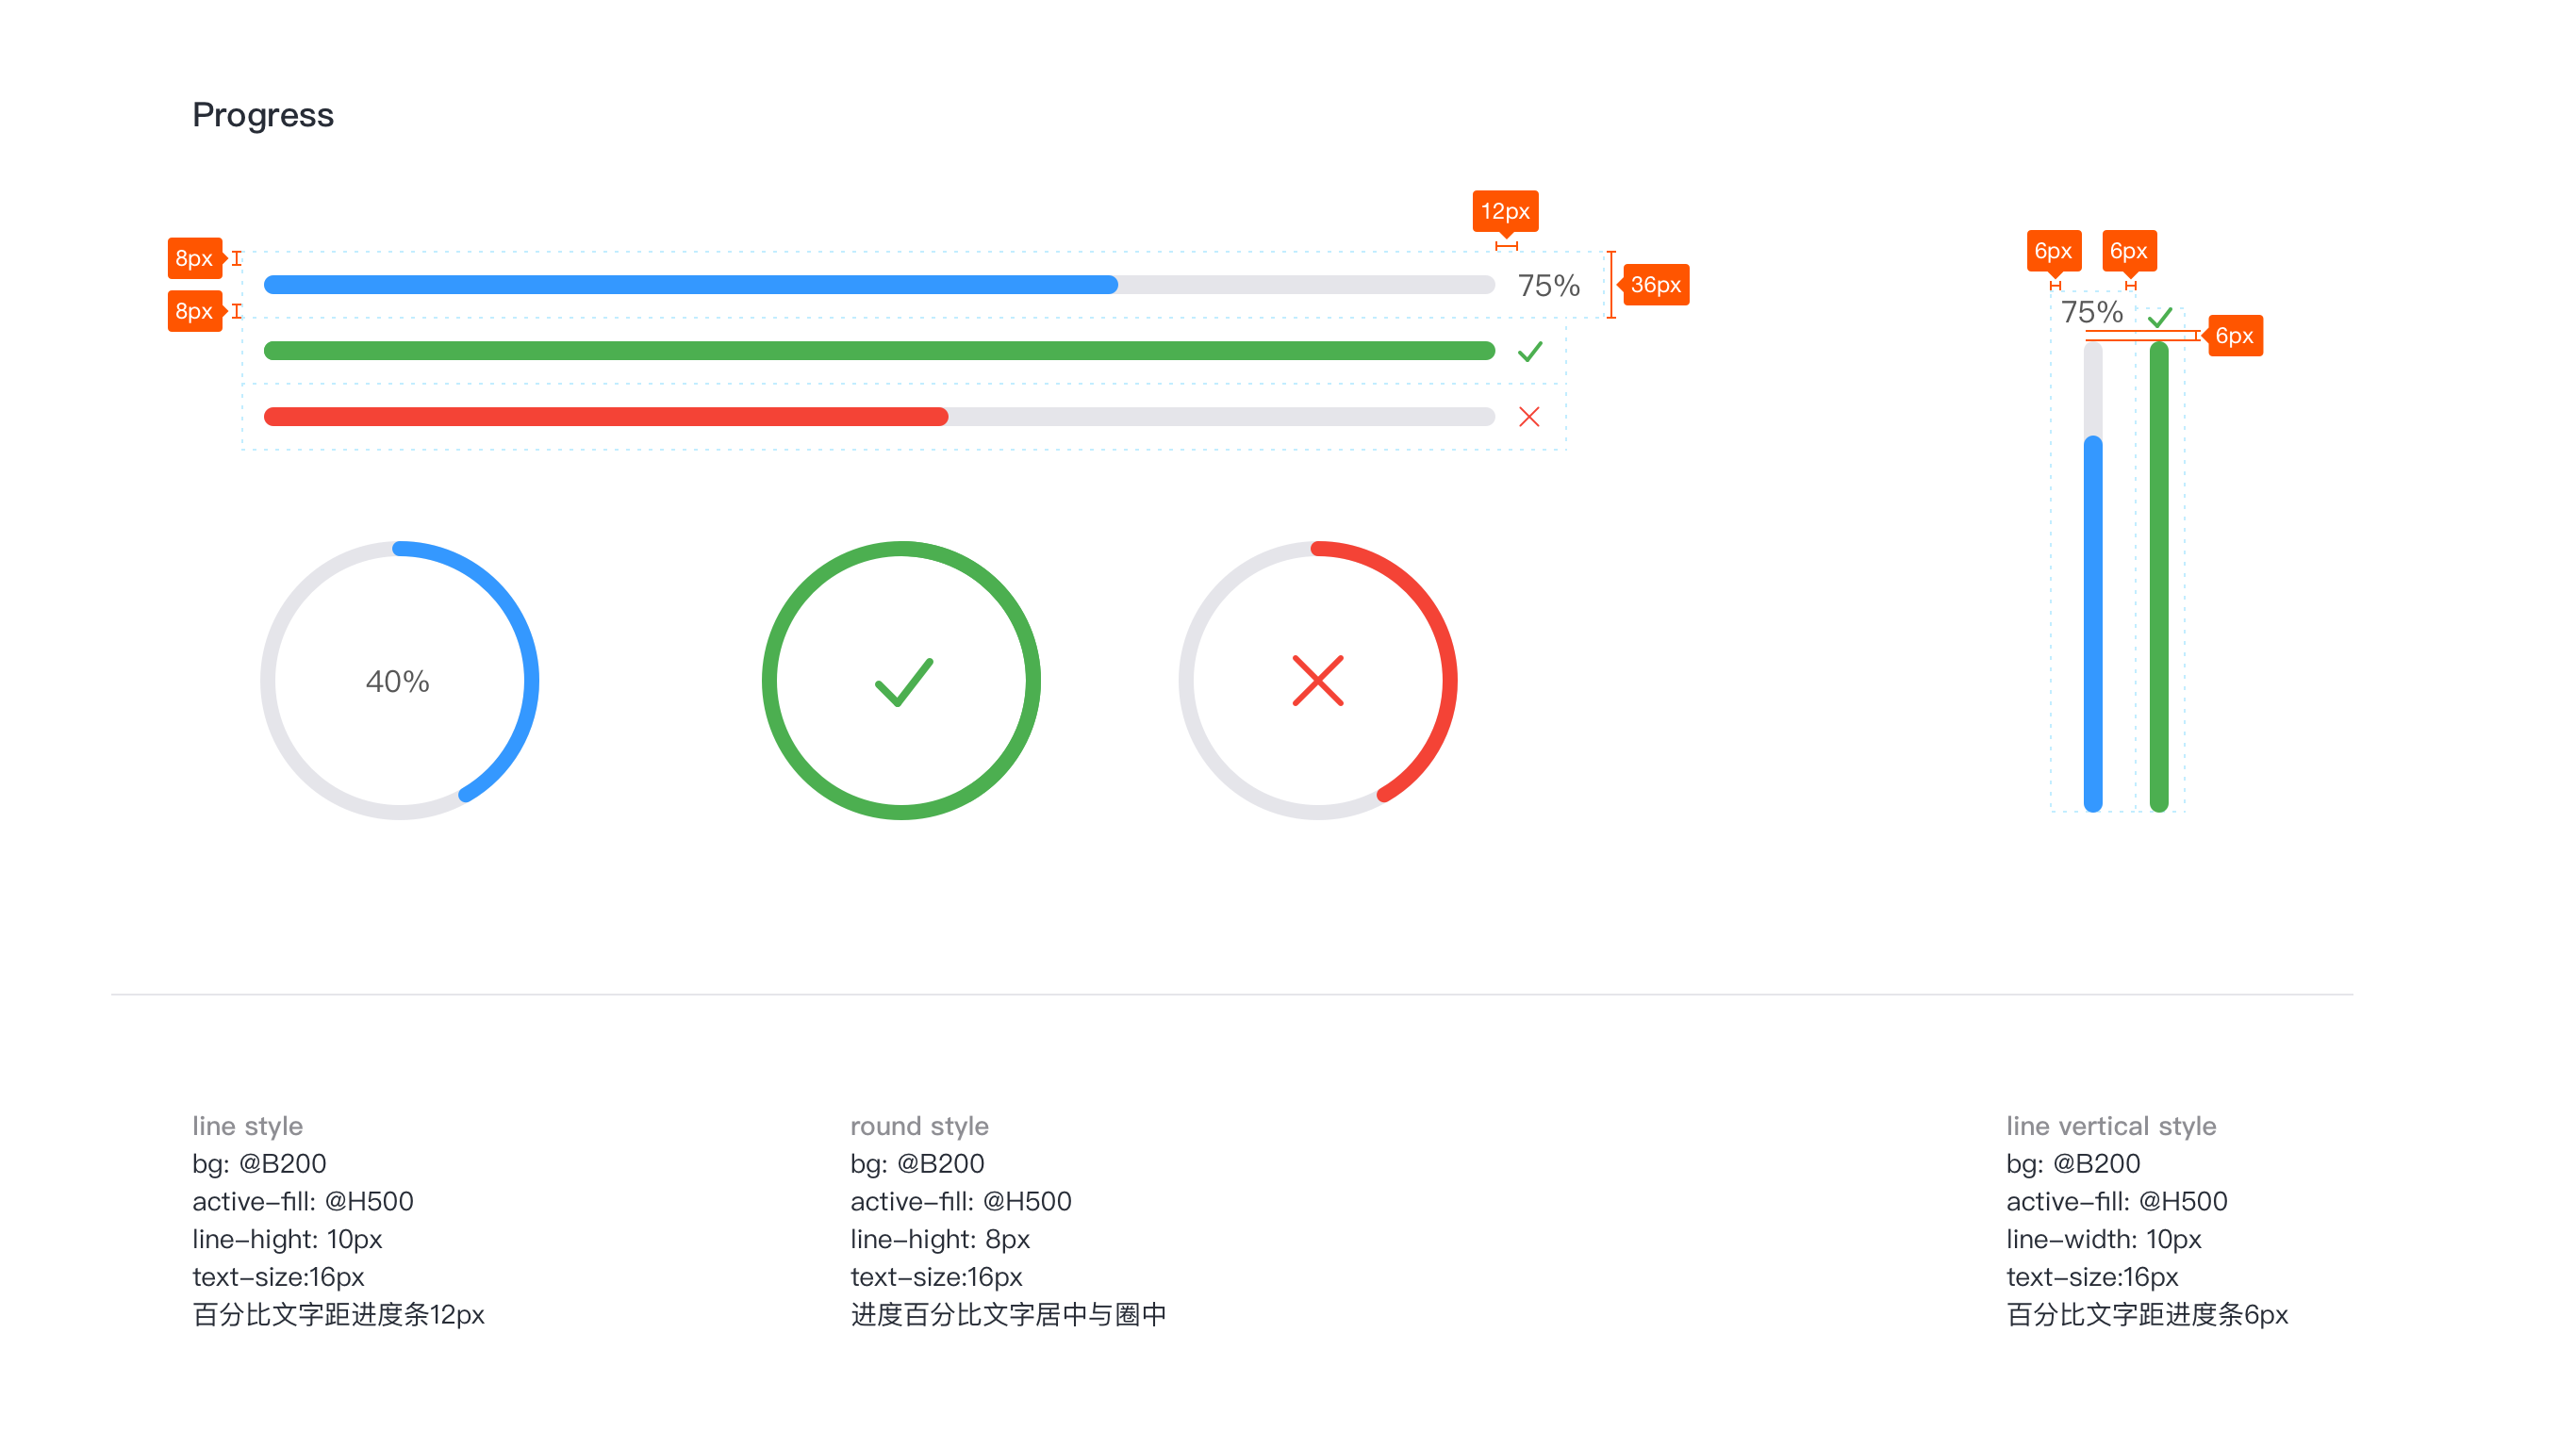 Progress
12px
8px
75%
36px
8px
6px
6px
75%
6px
40%
line style
bg: @B200
active–fill: @H500
line–hight: 10px
text–size:16px
百分比文字距进度条12px
round style
bg: @B200
active–fill: @H500
line–hight: 8px
text–size:16px
进度百分比文字居中与圈中
line vertical style
bg: @B200
active–fill: @H500
line–width: 10px
text–size:16px
百分比文字距进度条6px